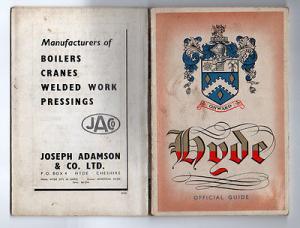 Manufacturers of
BOILERS
CRANES
WELDED WORK
PRESSINGS
JACo
JOSEPH ADAMSON
& CO. LTD.
P.O. BOX 4 HYDE CHESHIRE
ONWARD
Hyde
OFFICIAL GUIDE